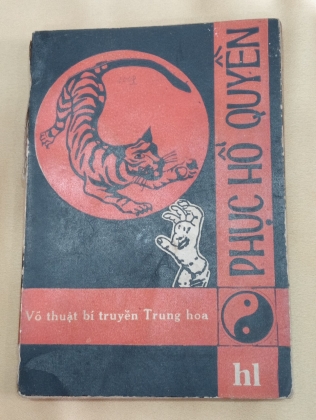 PHỤC HỔ QUYỀN
Võ thuật bí truyền Trung hoa
hl